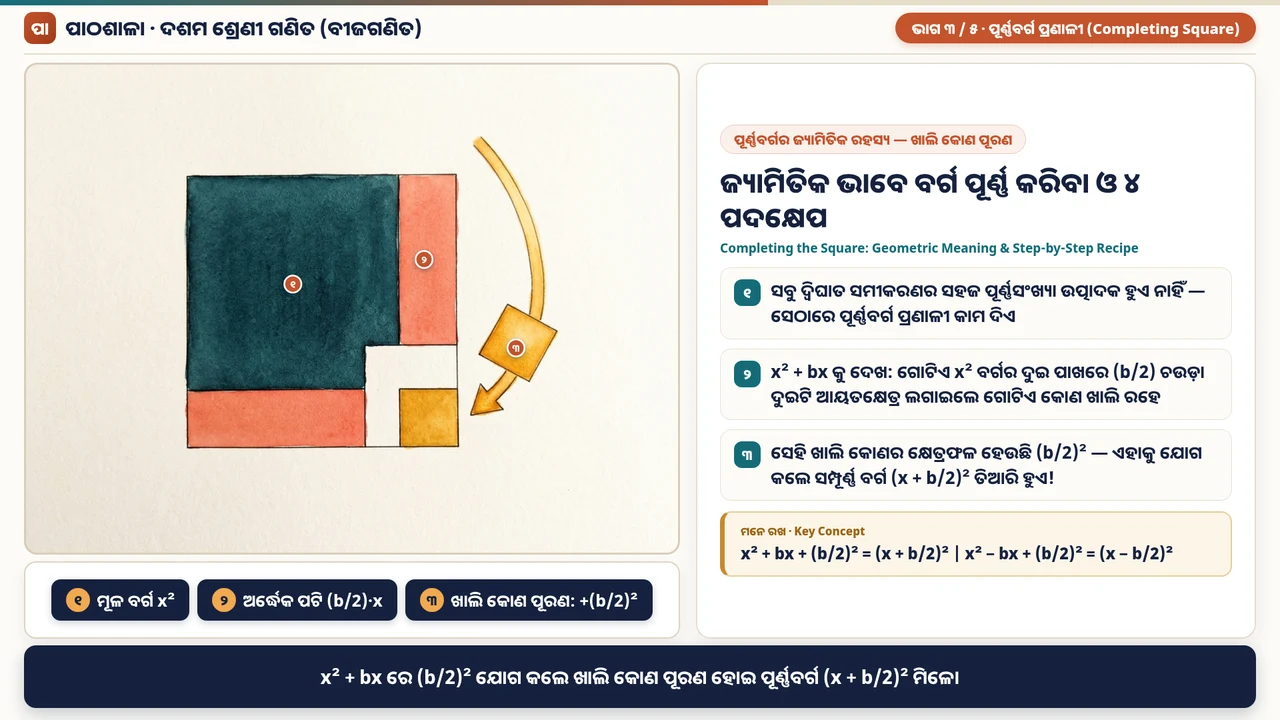 ପା ପାଠଶାଳା · ଦଶମ ଶ୍ରେଣୀ ଗଣିତ (ବୀଜଗଣିତ)
ଭାଗ ୩ / ୫ · ପୂର୍ଣ୍ଣବର୍ଗ ପ୍ରଣାଳୀ (Completing Square)
୧
୨
୩
ପୂର୍ଣ୍ଣବର୍ଗର ଜ୍ୟାମିତିକ ରହସ୍ୟ — ଖାଲି କୋଣ ପୂରଣ
ଜ୍ୟାମିତିକ ଭାବେ ବର୍ଗ ପୂର୍ଣ୍ଣ କରିବା ଓ ୪
ପଦକ୍ଷେପ
Completing the Square: Geometric Meaning & Step-by-Step Recipe
୧ ସବୁ ଦ୍ୱିଘାତ ସମୀକରଣର ସହଜ ପୂର୍ଣ୍ଣସଂଖ୍ୟା ଉତ୍ପାଦକ ହୁଏ ନାହିଁ —
ସେଠାରେ ପୂର୍ଣ୍ଣବର୍ଗ ପ୍ରଣାଳୀ କାମ ଦିଏ
୨ x² + bx କୁ ଦେଖ: ଗୋଟିଏ x² ବର୍ଗର ଦୁଇ ପାଖରେ (b/2) ଚଉଡ଼ା
ଦୁଇଟି ଆୟତକ୍ଷେତ୍ର ଲଗାଇଲେ ଗୋଟିଏ କୋଣ ଖାଲି ରହେ
୩ ସେହି ଖାଲି କୋଣର କ୍ଷେତ୍ରଫଳ ହେଉଛି (b/2)² — ଏହାକୁ ଯୋଗ
କଲେ ସମ୍ପୂର୍ଣ୍ଣ ବର୍ଗ (x + b/2)² ତିଆରି ହୁଏ!
ମନେ ରଖ · Key Concept
x² + bx + (b/2)² = (x + b/2)² | x² – bx + (b/2)² = (x – b/2)²
୧ ମୂଳ ବର୍ଗ x²
୨ ଅର୍ଦ୍ଧେକ ପଟି (b/2)·x
୩ ଖାଲି କୋଣ ପୂରଣ: +(b/2)²
x² + bx ରେ (b/2)² ଯୋଗ କଲେ ଖାଲି କୋଣ ପୂରଣ ହୋଇ ପୂର୍ଣ୍ଣବର୍ଗ (x + b/2)² ମିଳେ।